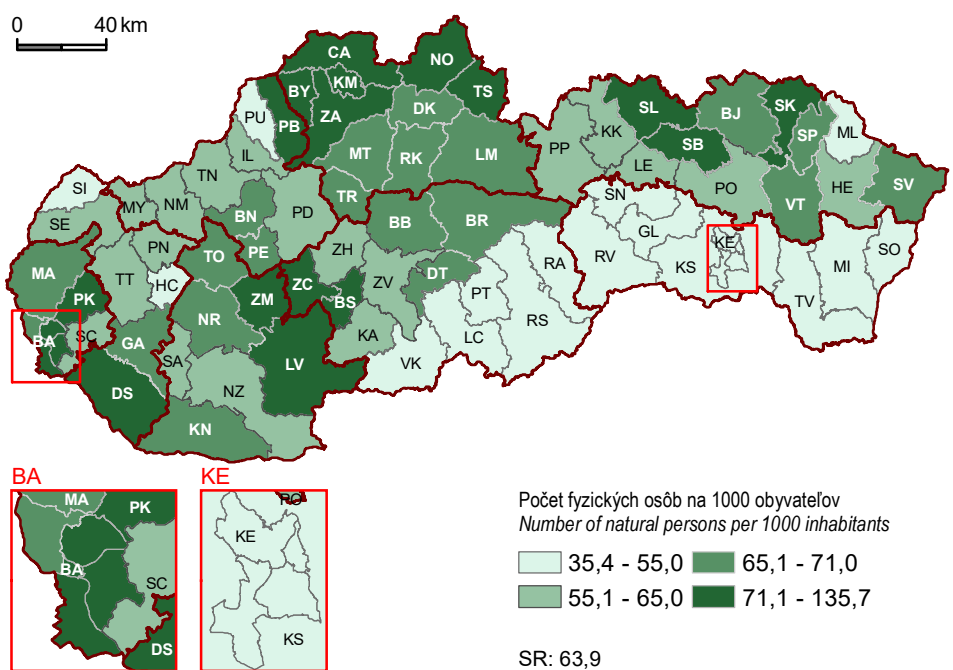 0 40 km
CA
NO
BY
KM
TS
PU
PB
ZA
DK
SL
SK
BJ
SP
ML
KK
IL
MT
RK
LM
PP
SB
LE
TN
SI
PO
HE
SV
MY
NM
TR
VT
SE
BN
PD
BB
BR
SN
PN
PE
ZH
GL
KE
SO
MA
TT
TO
RV
KS
MI
HC
ZC
ZV
DT
RA
PK
ZM
BS
PT
TV
NR
RS
BA
SC
GA
KA
LC
SA
LV
VK
DS
NZ
KN
BA
KE
MA
PK
BA
SC
DS
PO
KE
KS
Počet fyzických osôb na 1000 obyvateľov
Number of natural persons per 1000 inhabitants
35,4 - 55,0 65,1 - 71,0
55,1 - 65,0 71,1 - 135,7
SR: 63,9